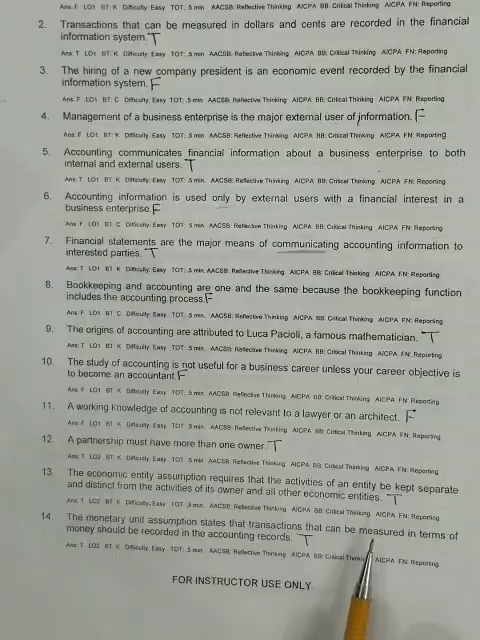 Ans: F LO1 BT: K Difficulty: Easy TOT: .5 min. AACSB: Reflective Thinking AICPA BB: Critical Thinking AICPA FN: Reporting
2. Transactions that can be measured in dollars and cents are recorded in the financial
information system. T
Ans: T LO1 BT: K Difficulty: Easy TOT: .5 min. AACSB: Reflective Thinking AICPA BB: Critical Thinking AICPA FN: Reporting
3. The hiring of a new company president is an economic event recorded by the financial
information system. F
Ans: F LO1 BT: C Difficulty: Easy TOT: .5 min. AACSB: Reflective Thinking AICPA BB: Critical Thinking AICPA FN: Reporting
4. Management of a business enterprise is the major external user of information. F
Ans: F LO1 BT: K Difficulty: Easy TOT: .5 min. AACSB: Reflective Thinking AICPA BB: Critical Thinking AICPA FN: Reporting
5. Accounting communicates financial information about a business enterprise to both
internal and external users. T
Ans: T LO1 BT: K Difficulty: Easy TOT: .5 min. AACSB: Reflective Thinking AICPA BB: Critical Thinking AICPA FN: Reporting
6. Accounting information is used only by external users with a financial interest in a
business enterprise. F
Ans: F LO1 BT: C Difficulty: Easy TOT: .5 min. AACSB: Reflective Thinking AICPA BB: Critical Thinking AICPA FN: Reporting
7. Financial statements are the major means of communicating accounting information to
interested parties. T
Ans: T LO1 BT: K Difficulty: Easy TOT: .5 min. AACSB: Reflective Thinking AICPA BB: Critical Thinking AICPA FN: Reporting
8. Bookkeeping and accounting are one and the same because the bookkeeping function
includes the accounting process. F
Ans: F LO1 BT: C Difficulty: Easy TOT: .5 min. AACSB: Reflective Thinking AICPA BB: Critical Thinking AICPA FN: Reporting
9. The origins of accounting are attributed to Luca Pacioli, a famous mathematician. T
Ans: T LO1 BT: K Difficulty: Easy TOT: .5 min. AACSB: Reflective Thinking AICPA BB: Critical Thinking AICPA FN: Reporting
10. The study of accounting is not useful for a business career unless your career objective is
to become an accountant. F
Ans: F LO1 BT: K Difficulty: Easy TOT: .5 min. AACSB: Reflective Thinking AICPA BB: Critical Thinking AICPA FN: Reporting
11. A working knowledge of accounting is not relevant to a lawyer or an architect. F
Ans: F LO1 BT: K Difficulty: Easy TOT: .5 min. AACSB: Reflective Thinking AICPA BB: Critical Thinking AICPA FN: Reporting
12. A partnership must have more than one owner. T
Ans: T LO2 BT: K Difficulty: Easy TOT: .5 min. AACSB: Reflective Thinking AICPA BB: Critical Thinking AICPA FN: Reporting
13. The economic entity assumption requires that the activities of an entity be kept separate
and distinct from the activities of its owner and all other economic entities. T
Ans: T LO2 BT: K Difficulty: Easy TOT: .5 min. AACSB: Reflective Thinking AICPA BB: Critical Thinking AICPA FN: Reporting
14. The monetary unit assumption states that transactions that can be measured in terms of
money should be recorded in the accounting records. T
Ans: T LO2 BT: K Difficulty: Easy TOT: .5 min. AACSB: Reflective Thinking AICPA BB: Critical AICPA FN: Reporting
FOR INSTRUCTOR USE ONLY